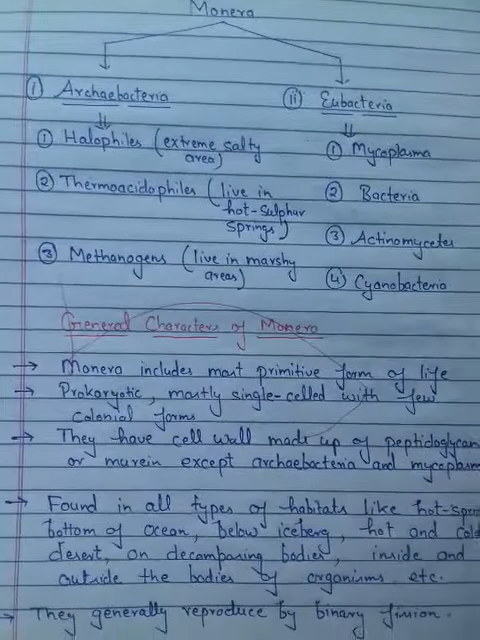 Monera
① Archaebacteria
(ii) Eubacteria
① Halophiles (extreme salty
area)
② Thermoacidophiles (live in
hot-sulphur
springs)
③ Methanogens (live in marshy
areas)
① Mycoplasma
② Bacteria
③ Actinomycetes
④ Cyanobacteria
General Characters of Monera
→ Monera includes most primitive form of life
→ Prokaryotic, mostly single-celled with few
colonial forms
→ They have cell wall made up of peptidoglycan
or murein except archaebacteria and mycoplasm
→ Found in all types of habitats like hot-spr
bottom of ocean, below iceberg, hot and cold
desert, on decomposing bodies, inside and
outside the bodies of organisms etc.
→ They generally reproduce by binary fission.